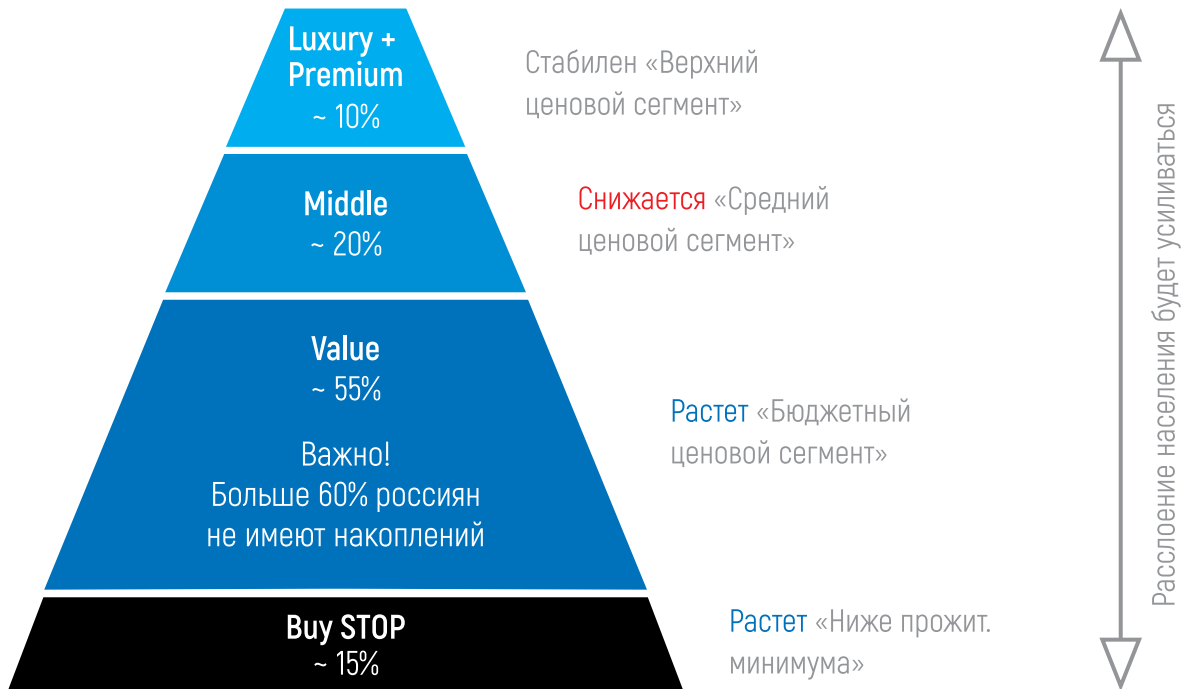 Luxury +
Premium
~ 10%
Стабилен «Верхний
ценовой сегмент»
Middle
~ 20%
Снижается «Средний
ценовой сегмент»
Value
~ 55%
Важно!
Больше 60% россиян
не имеют накоплений
Растет «Бюджетный
ценовой сегмент»
Buy STOP
~ 15%
Растет «Ниже прожит.
минимума»
Расслоение населения будет усиливаться